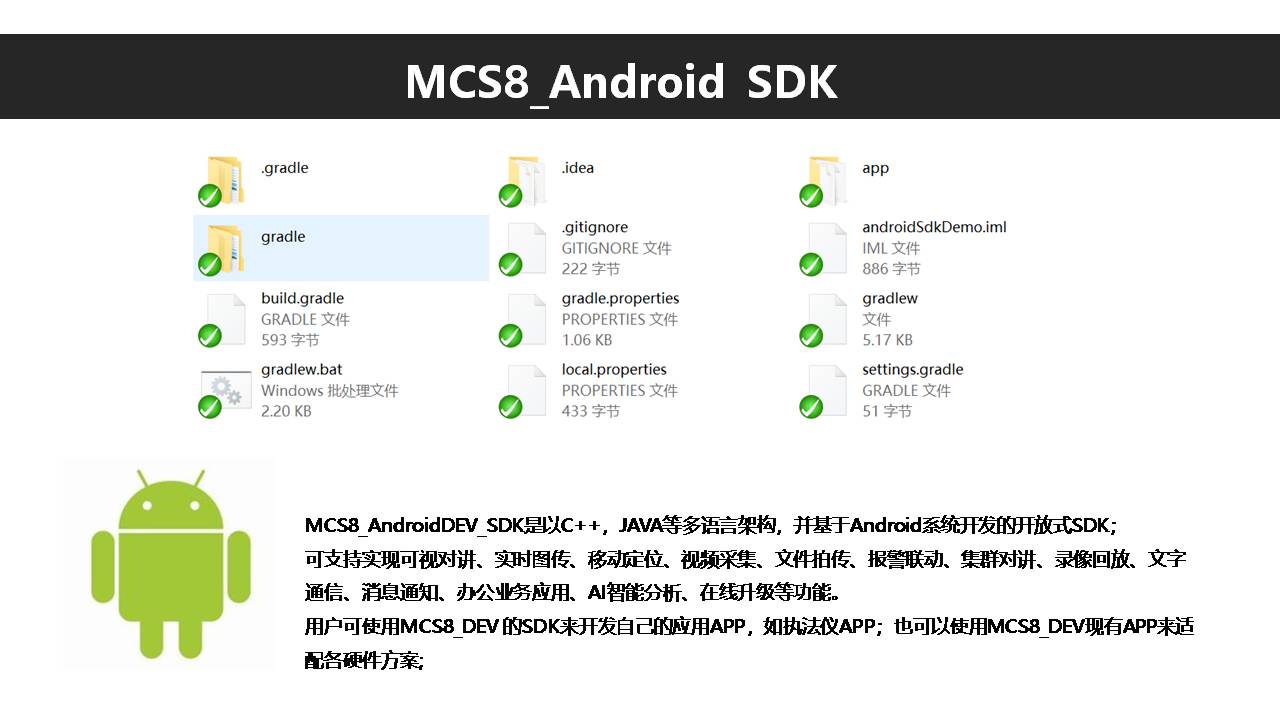 MCS8_Android SDK
.gradle
.idea
app
gradle
.gitignore
GITIGNORE 文件
222 字节
androidSdkDemo.iml
IML 文件
886 字节
build.gradle
GRADLE 文件
593 字节
gradle.properties
PROPERTIES 文件
1.06 KB
gradlew
文件
5.17 KB
gradlew.bat
Windows 批处理文件
2.20 KB
local.properties
PROPERTIES 文件
433 字节
settings.gradle
GRADLE 文件
51 字节
MCS8_AndroidDEV_SDK是以C++，JAVA等多语言架构，并基于Android系统开发的开放式SDK；
可支持实现可视对讲、实时图传、移动定位、视频采集、文件拍传、报警联动、集群对讲、录像回放、文字
通信、消息通知、办公业务应用、AI智能分析、在线升级等功能。
用户可使用MCS8_DEV 的SDK来开发自己的应用APP，如执法仪APP；也可以使用MCS8_DEV现有APP来适
配各硬件方案;